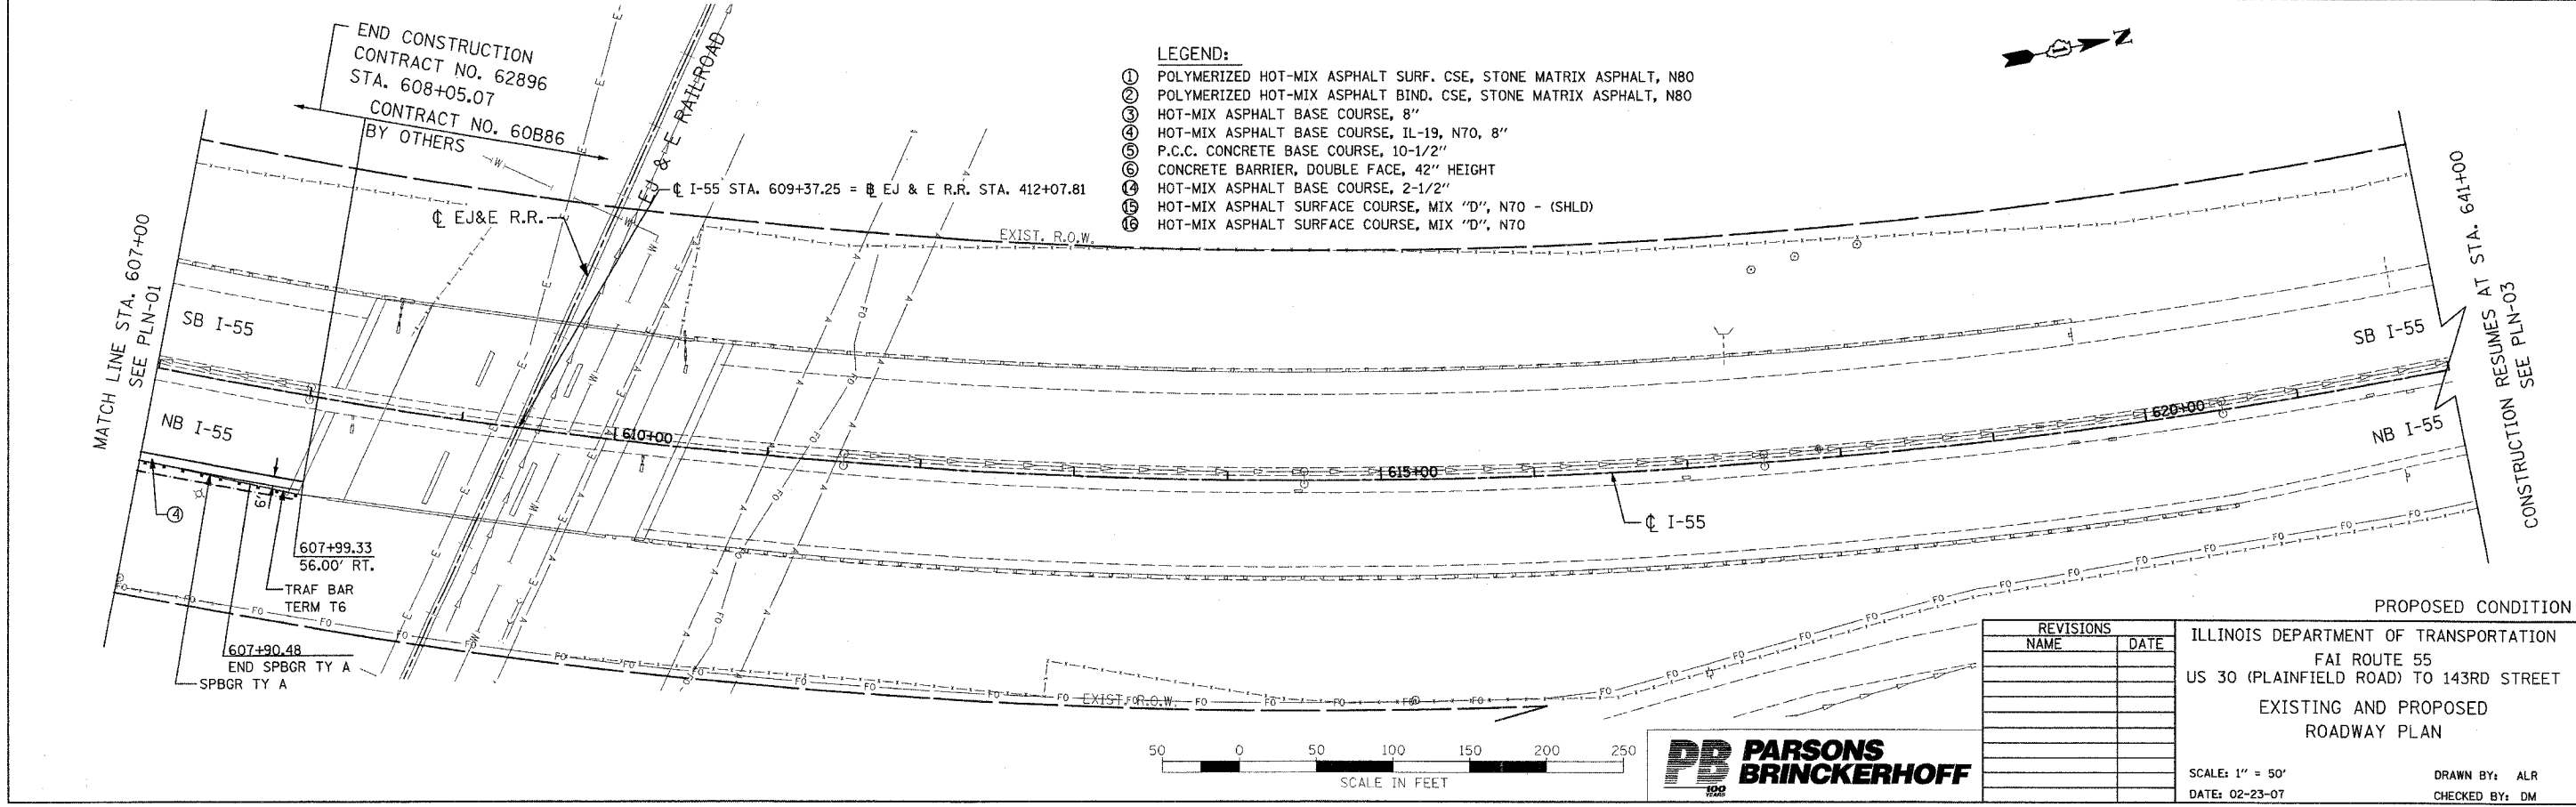 END CONSTRUCTION
CONTRACT NO. 62896
STA. 608+05.07
CONTRACT NO. 60B86
BY OTHERS
EJ & E RAILROAD
℄ I-55 STA. 609+37.25 = ℄ EJ & E R.R. STA. 412+07.81
℄ EJ&E R.R.
LEGEND:
① POLYMERIZED HOT-MIX ASPHALT SURF. CSE, STONE MATRIX ASPHALT, N80
② POLYMERIZED HOT-MIX ASPHALT BIND. CSE, STONE MATRIX ASPHALT, N80
③ HOT-MIX ASPHALT BASE COURSE, 8"
④ HOT-MIX ASPHALT BASE COURSE, IL-19, N70, 8"
⑤ P.C.C. CONCRETE BASE COURSE, 10-1/2"
⑥ CONCRETE BARRIER, DOUBLE FACE, 42" HEIGHT
⑭ HOT-MIX ASPHALT BASE COURSE, 2-1/2"
⑮ HOT-MIX ASPHALT SURFACE COURSE, MIX "D", N70 - (SHLD)
⑯ HOT-MIX ASPHALT SURFACE COURSE, MIX "D", N70
N
EXIST. R.O.W.
MATCH LINE STA. 607+00
SEE PLN-01
SB I-55
NB I-55
610+00
615+00
620+00
SB I-55
NB I-55
CONSTRUCTION RESUMES AT STA. 641+00
SEE PLN-03
℄ I-55
④
6'
607+99.33
56.00' RT.
TRAF BAR
TERM T6
607+90.48
END SPBGR TY A
SPBGR TY A
EXIST. R.O.W.
50 0 50 100 150 200 250
SCALE IN FEET
PB
100
YEARS
PARSONS
BRINCKERHOFF
PROPOSED CONDITION
REVISIONS
NAME DATE
ILLINOIS DEPARTMENT OF TRANSPORTATION
FAI ROUTE 55
US 30 (PLAINFIELD ROAD) TO 143RD STREET
EXISTING AND PROPOSED
ROADWAY PLAN
SCALE: 1" = 50'
DATE: 02-23-07
DRAWN BY: ALR
CHECKED BY: DM